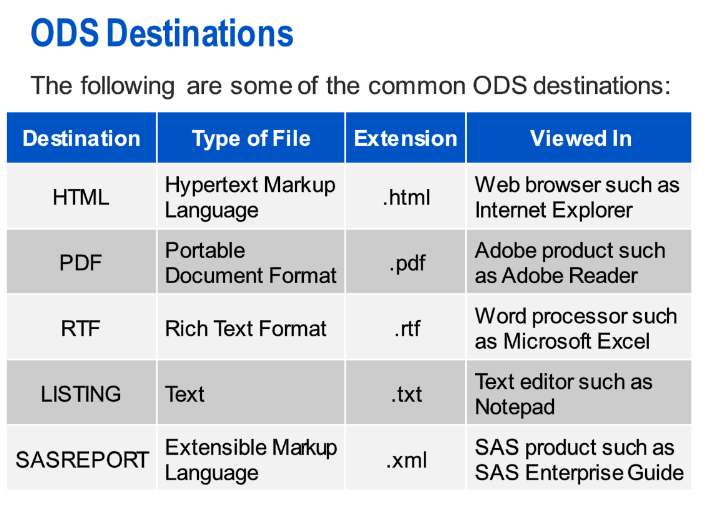 ODS Destinations
The following are some of the common ODS destinations:
Destination Type of File Extension Viewed In
HTML Hypertext Markup Language .html Web browser such as Internet Explorer
PDF Portable Document Format .pdf Adobe product such as Adobe Reader
RTF Rich Text Format .rtf Word processor such as Microsoft Excel
LISTING Text .txt Text editor such as Notepad
SASREPORT Extensible Markup Language .xml SAS product such as SAS Enterprise Guide